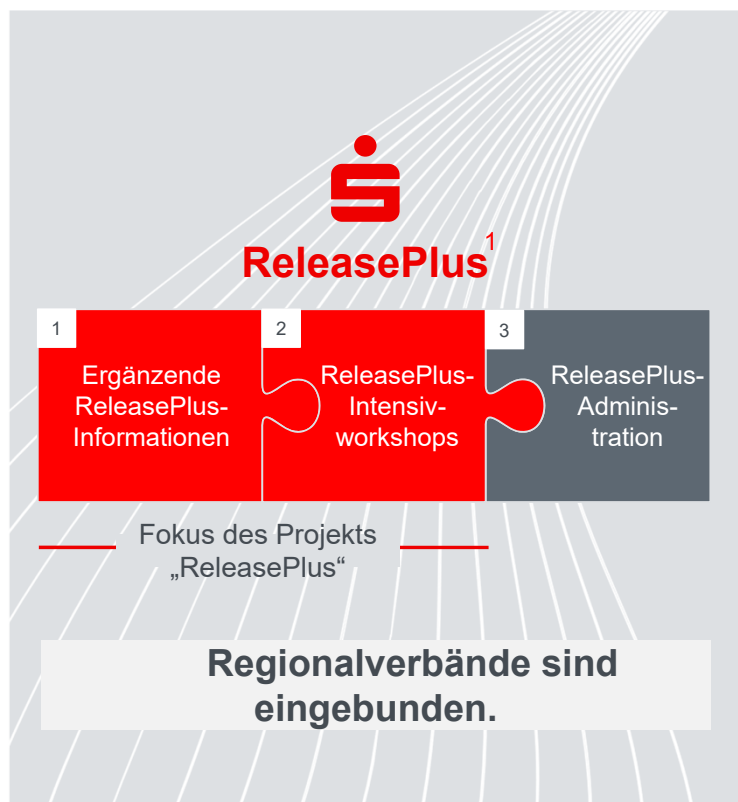 ReleasePlus¹
1
Ergänzende
ReleasePlus-
Informationen
2
ReleasePlus-
Intensiv-
workshops
3
ReleasePlus-
Adminis-
tration
Fokus des Projekts
„ReleasePlus“
Regionalverbände sind
eingebunden.